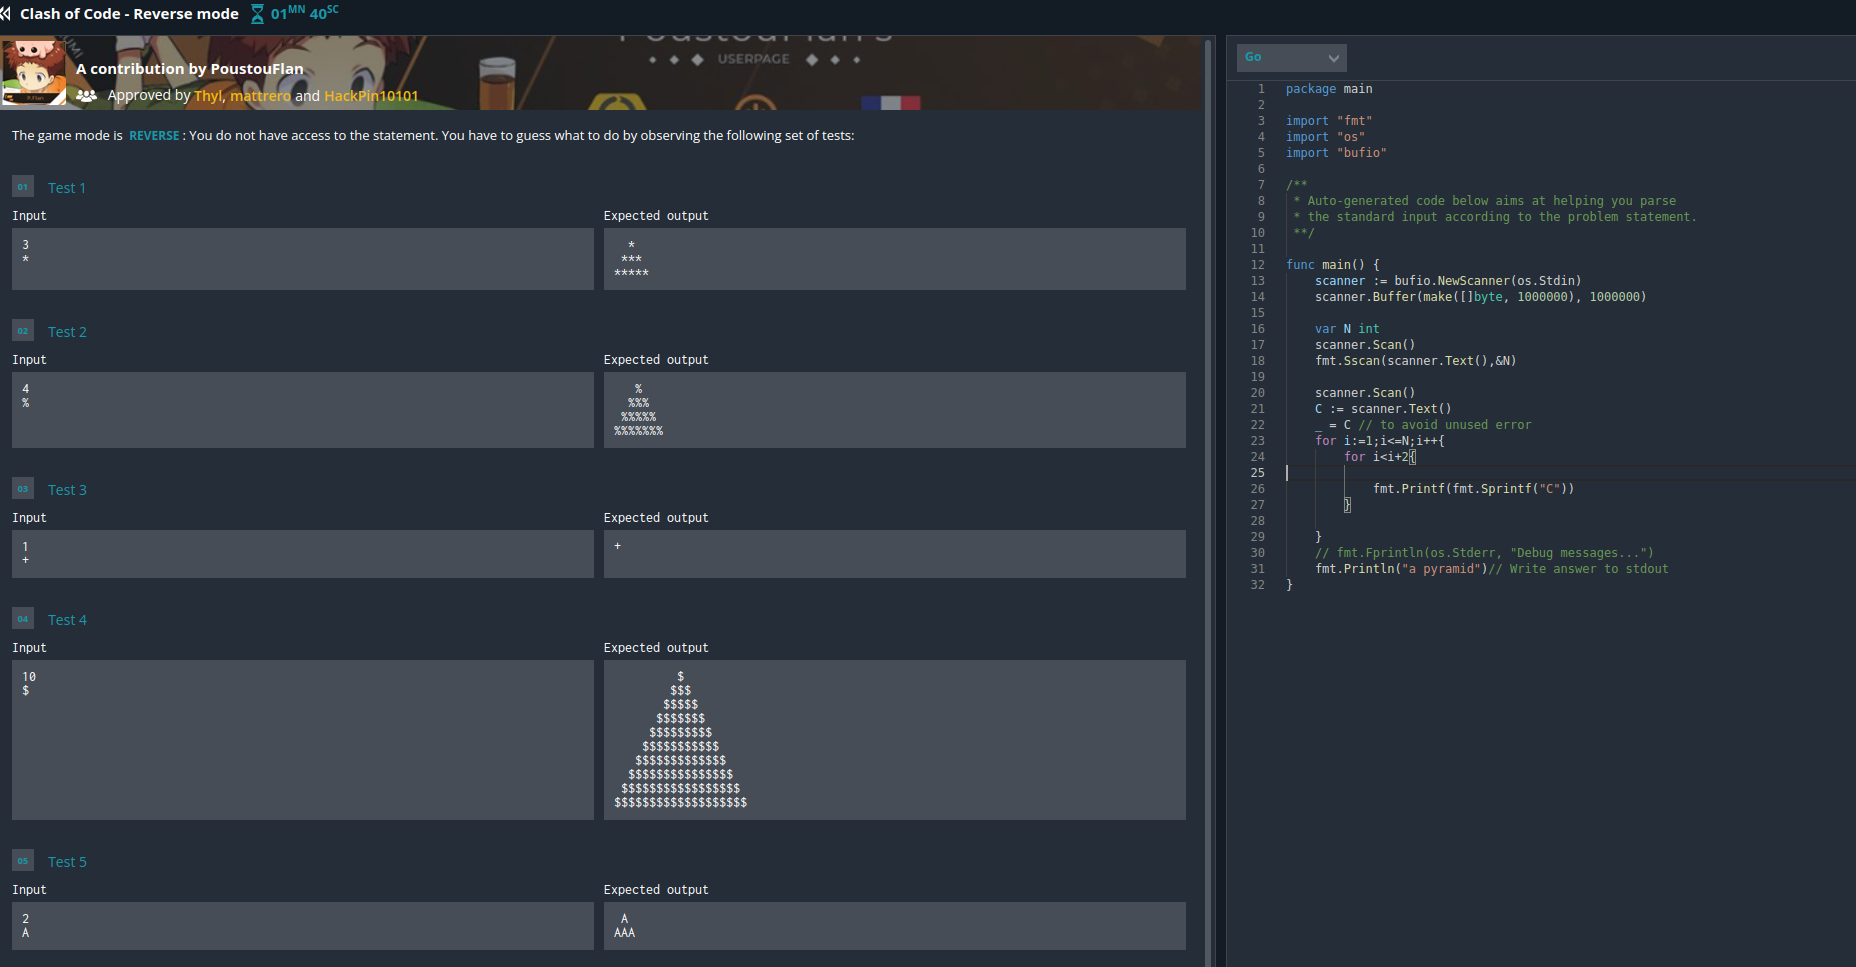 Clash of Code - Reverse mode 01MN 40SC
PoustouFlan's
USERPAGE
A contribution by PoustouFlan
Approved by Thyl, mattrero and HackPin10101
The game mode is REVERSE : You do not have access to the statement. You have to guess what to do by observing the following set of tests:
01 Test 1
Input
3
*
Expected output
   *
  ***
 *****
02 Test 2
Input
4
%
Expected output
   %
  %%%
 %%%%%
%%%%%%%
03 Test 3
Input
1
+
Expected output
+
04 Test 4
Input
10
$
Expected output
         $
        $$$
       $$$$$
      $$$$$$$
     $$$$$$$$$
    $$$$$$$$$$$
   $$$$$$$$$$$$$
  $$$$$$$$$$$$$$$
 $$$$$$$$$$$$$$$$$
$$$$$$$$$$$$$$$$$$$
05 Test 5
Input
2
A
Expected output
 A
AAA
Go
1 package main
2
3 import "fmt"
4 import "os"
5 import "bufio"
6
7 /**
8  * Auto-generated code below aims at helping you parse
9  * the standard input according to the problem statement.
10  **/
11
12 func main() {
13     scanner := bufio.NewScanner(os.Stdin)
14     scanner.Buffer(make([]byte, 1000000), 1000000)
15
16     var N int
17     scanner.Scan()
18     fmt.Sscan(scanner.Text(),&N)
19
20     scanner.Scan()
21     C := scanner.Text()
22     _ = C // to avoid unused error
23     for i:=1;i<=N;i++{
24         for i<i+2{
25
26             fmt.Printf(fmt.Sprintf("C"))
27         }
28
29     }
30     // fmt.Fprintln(os.Stderr, "Debug messages...")
31     fmt.Println("a pyramid")// Write answer to stdout
32 }